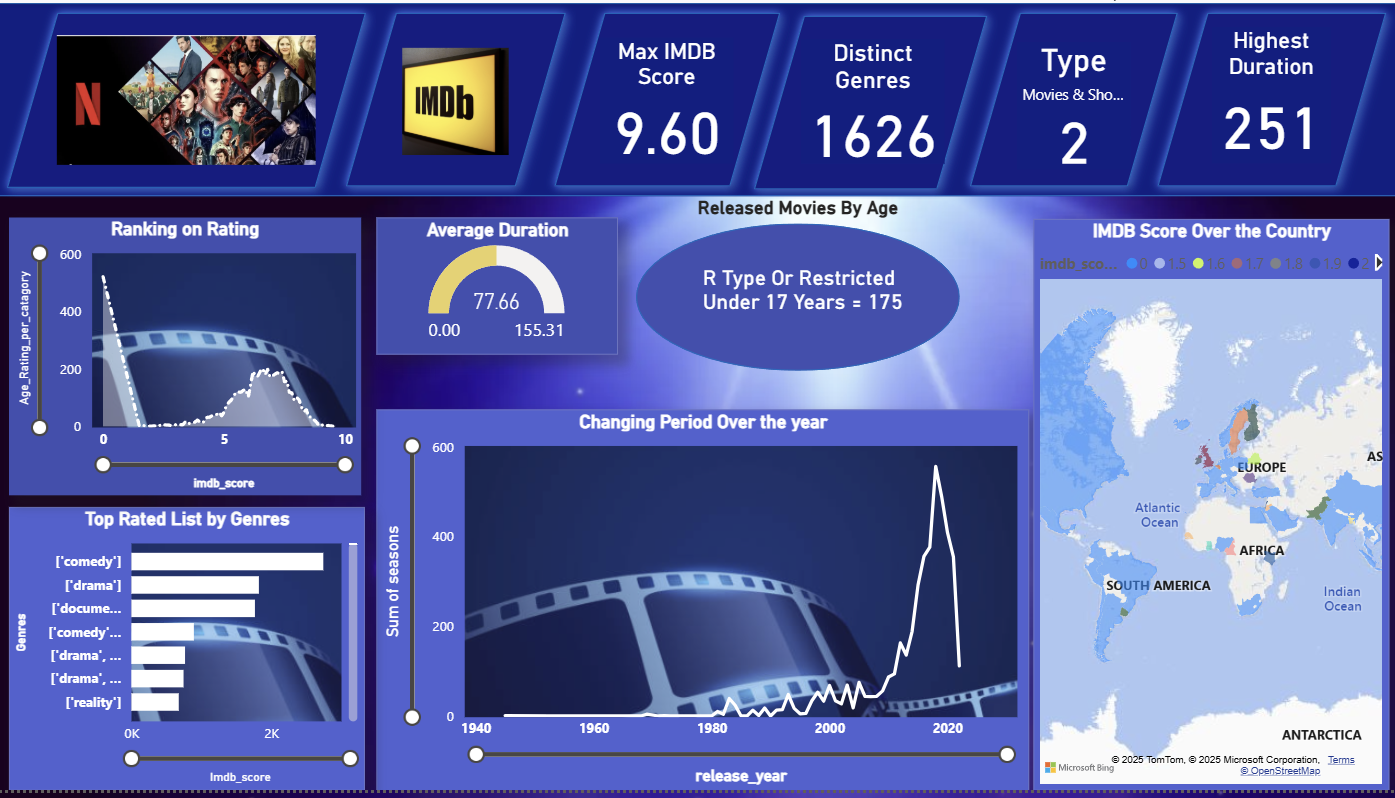 N
IMDb
Max IMDB
Score
9.60
Distinct
Genres
1626
Type
Movies & Sho...
2
Highest
Duration
251
Ranking on Rating
Age_Rating_per_catagory
600
400
200
0
0
5
10
imdb_score
Average Duration
77.66
0.00
155.31
Released Movies By Age
R Type Or Restricted
Under 17 Years = 175
IMDB Score Over the Country
imdb_sco...
0
1.5
1.6
1.7
1.8
1.9
2
EUROPE
AS
Atlantic
Ocean
AFRICA
SOUTH AMERICA
Indian
Ocean
ANTARCTICA
Microsoft Bing
© 2025 TomTom, © 2025 Microsoft Corporation,
Terms
© OpenStreetMap
Top Rated List by Genres
Genres
['comedy']
['drama']
['docume...
['comedy'...
['drama', ...
['drama', ...
['reality']
0K
2K
Imdb_score
Changing Period Over the year
Sum of seasons
600
400
200
0
1940
1960
1980
2000
2020
release_year